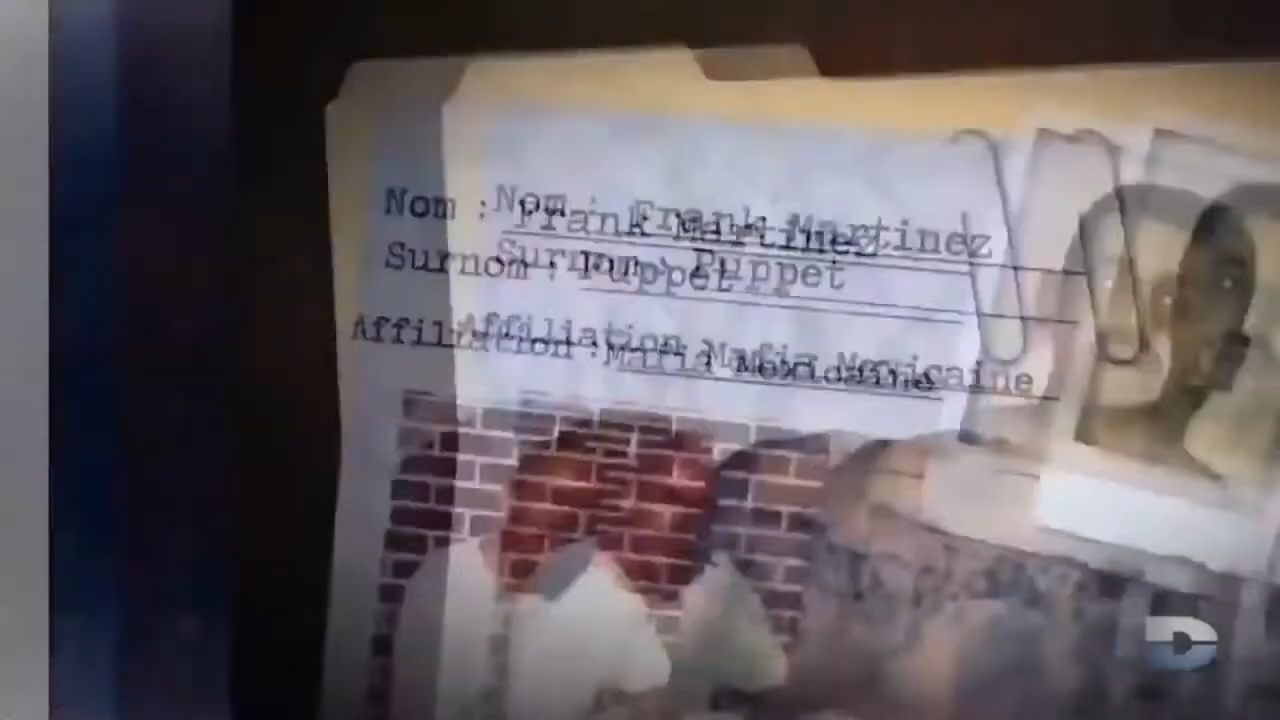 Nom : Frank Martinez
Surnom : Puppet
Affiliation : Mafia Mexicaine